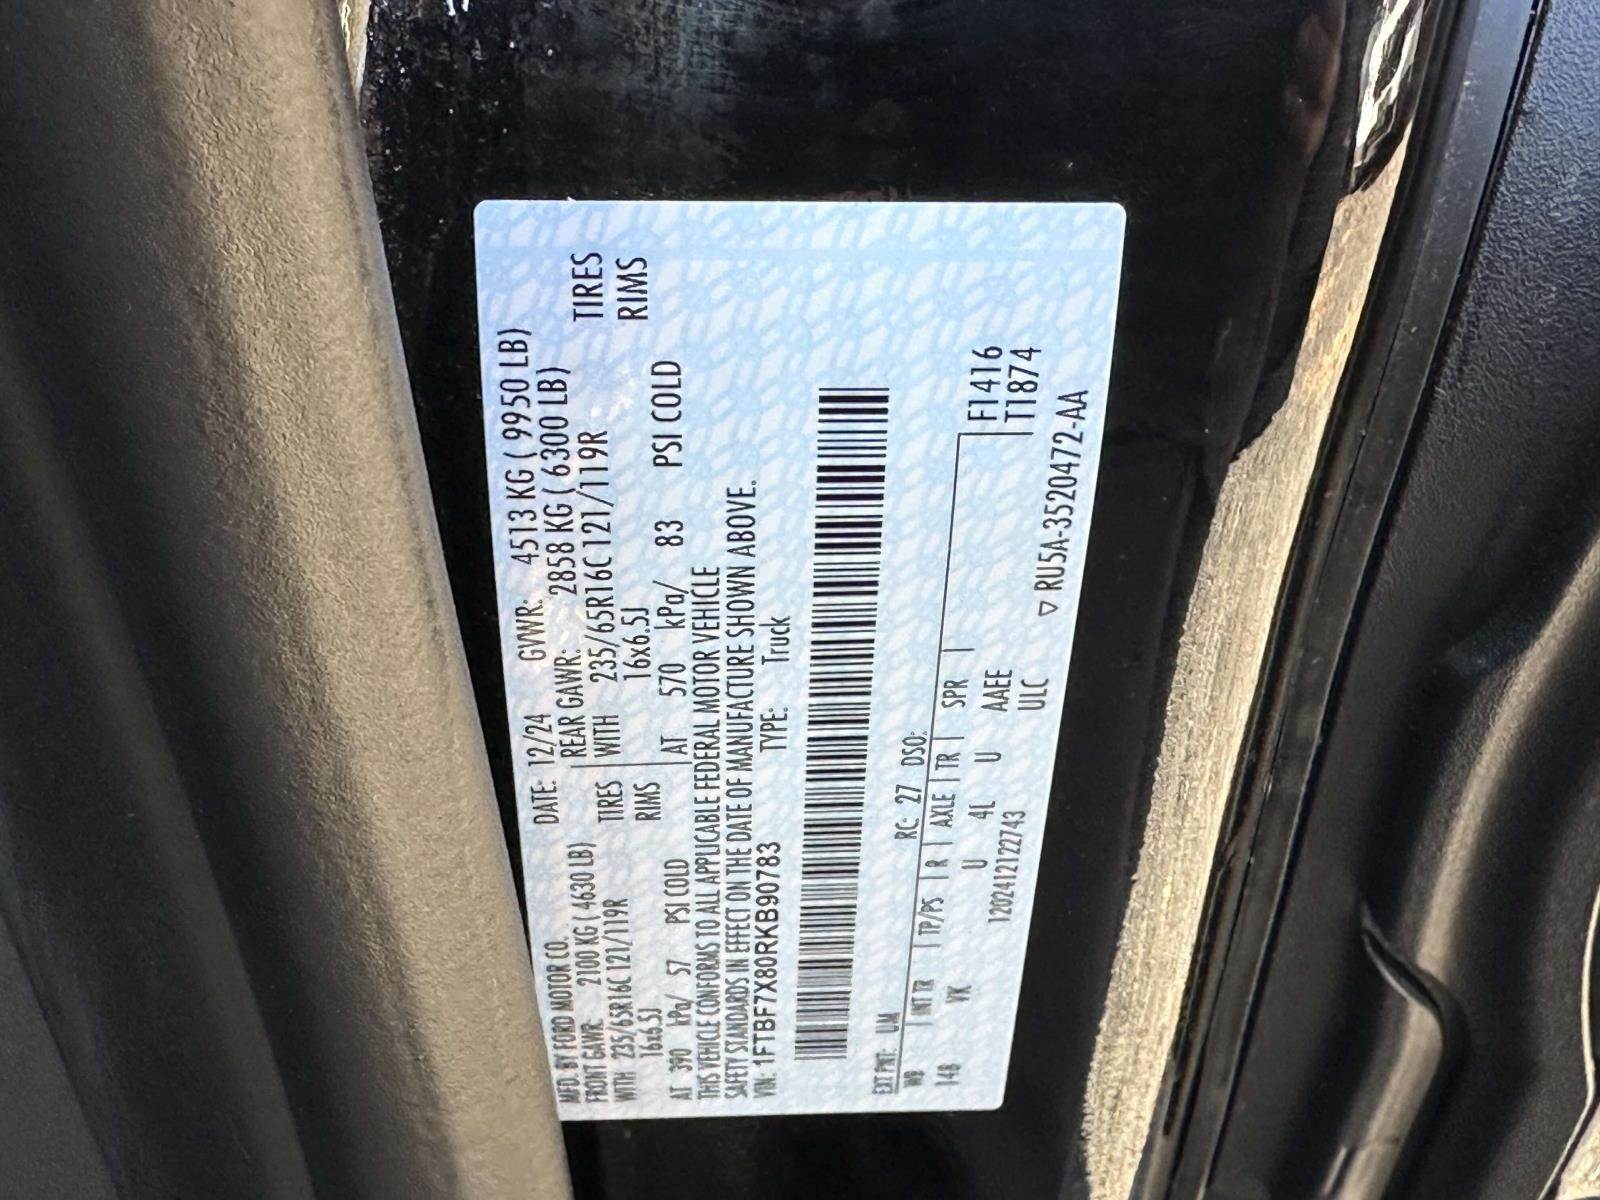 MFD. BY FORD MOTOR CO.
DATE: 12/24 GVWR: 4513 KG ( 9950 LB)
FRONT GAWR: 2100 KG ( 4630 LB) REAR GAWR: 2858 KG ( 6300 LB)
WITH 235/65R16C 121/119R TIRES WITH 235/65R16C 121/119R TIRES
16x6.5J RIMS 16x6.5J RIMS
AT 390 kPa/ 57 PSI COLD AT 570 kPa/ 83 PSI COLD
THIS VEHICLE CONFORMS TO ALL APPLICABLE FEDERAL MOTOR VEHICLE
SAFETY STANDARDS IN EFFECT ON THE DATE OF MANUFACTURE SHOWN ABOVE.
VIN: 1FTBF7X80RKB90783 TYPE: Truck
EXT PNT: UM RC: 27 DSO:
WB INT TR TP/PS R AXLE TR SPR F1416
148 VK U 4L U AAEE T1874
12024121122743 ULC
▽ RU5A-3520472-AA